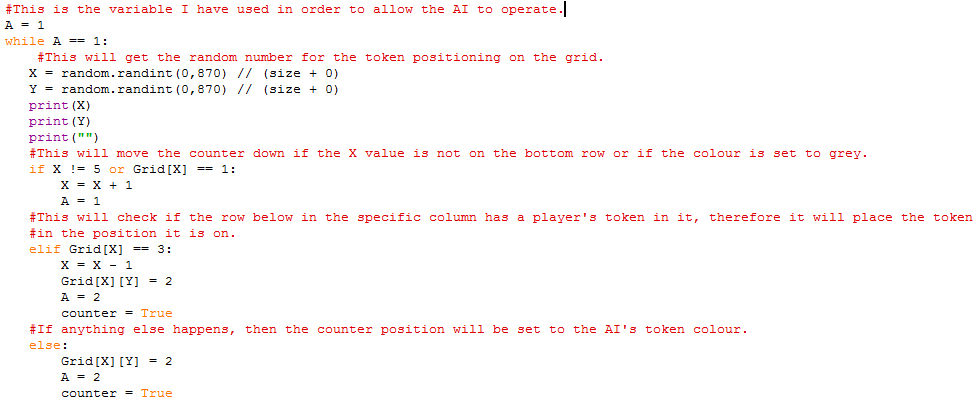 #This is the variable I have used in order to allow the AI to operate.
A = 1
while A == 1:
    #This will get the random number for the token positioning on the grid.
   X = random.randint(0,870) // (size + 0)
   Y = random.randint(0,870) // (size + 0)
   print(X)
   print(Y)
   print("")
   #This will move the counter down if the X value is not on the bottom row or if the colour is set to grey.
   if X != 5 or Grid[X] == 1:
       X = X + 1
       A = 1
   #This will check if the row below in the specific column has a player's token in it, therefore it will place the token
   #in the position it is on.
   elif Grid[X] == 3:
       X = X - 1
       Grid[X][Y] = 2
       A = 2
       counter = True
   #If anything else happens, then the counter position will be set to the AI's token colour.
   else:
       Grid[X][Y] = 2
       A = 2
       counter = True